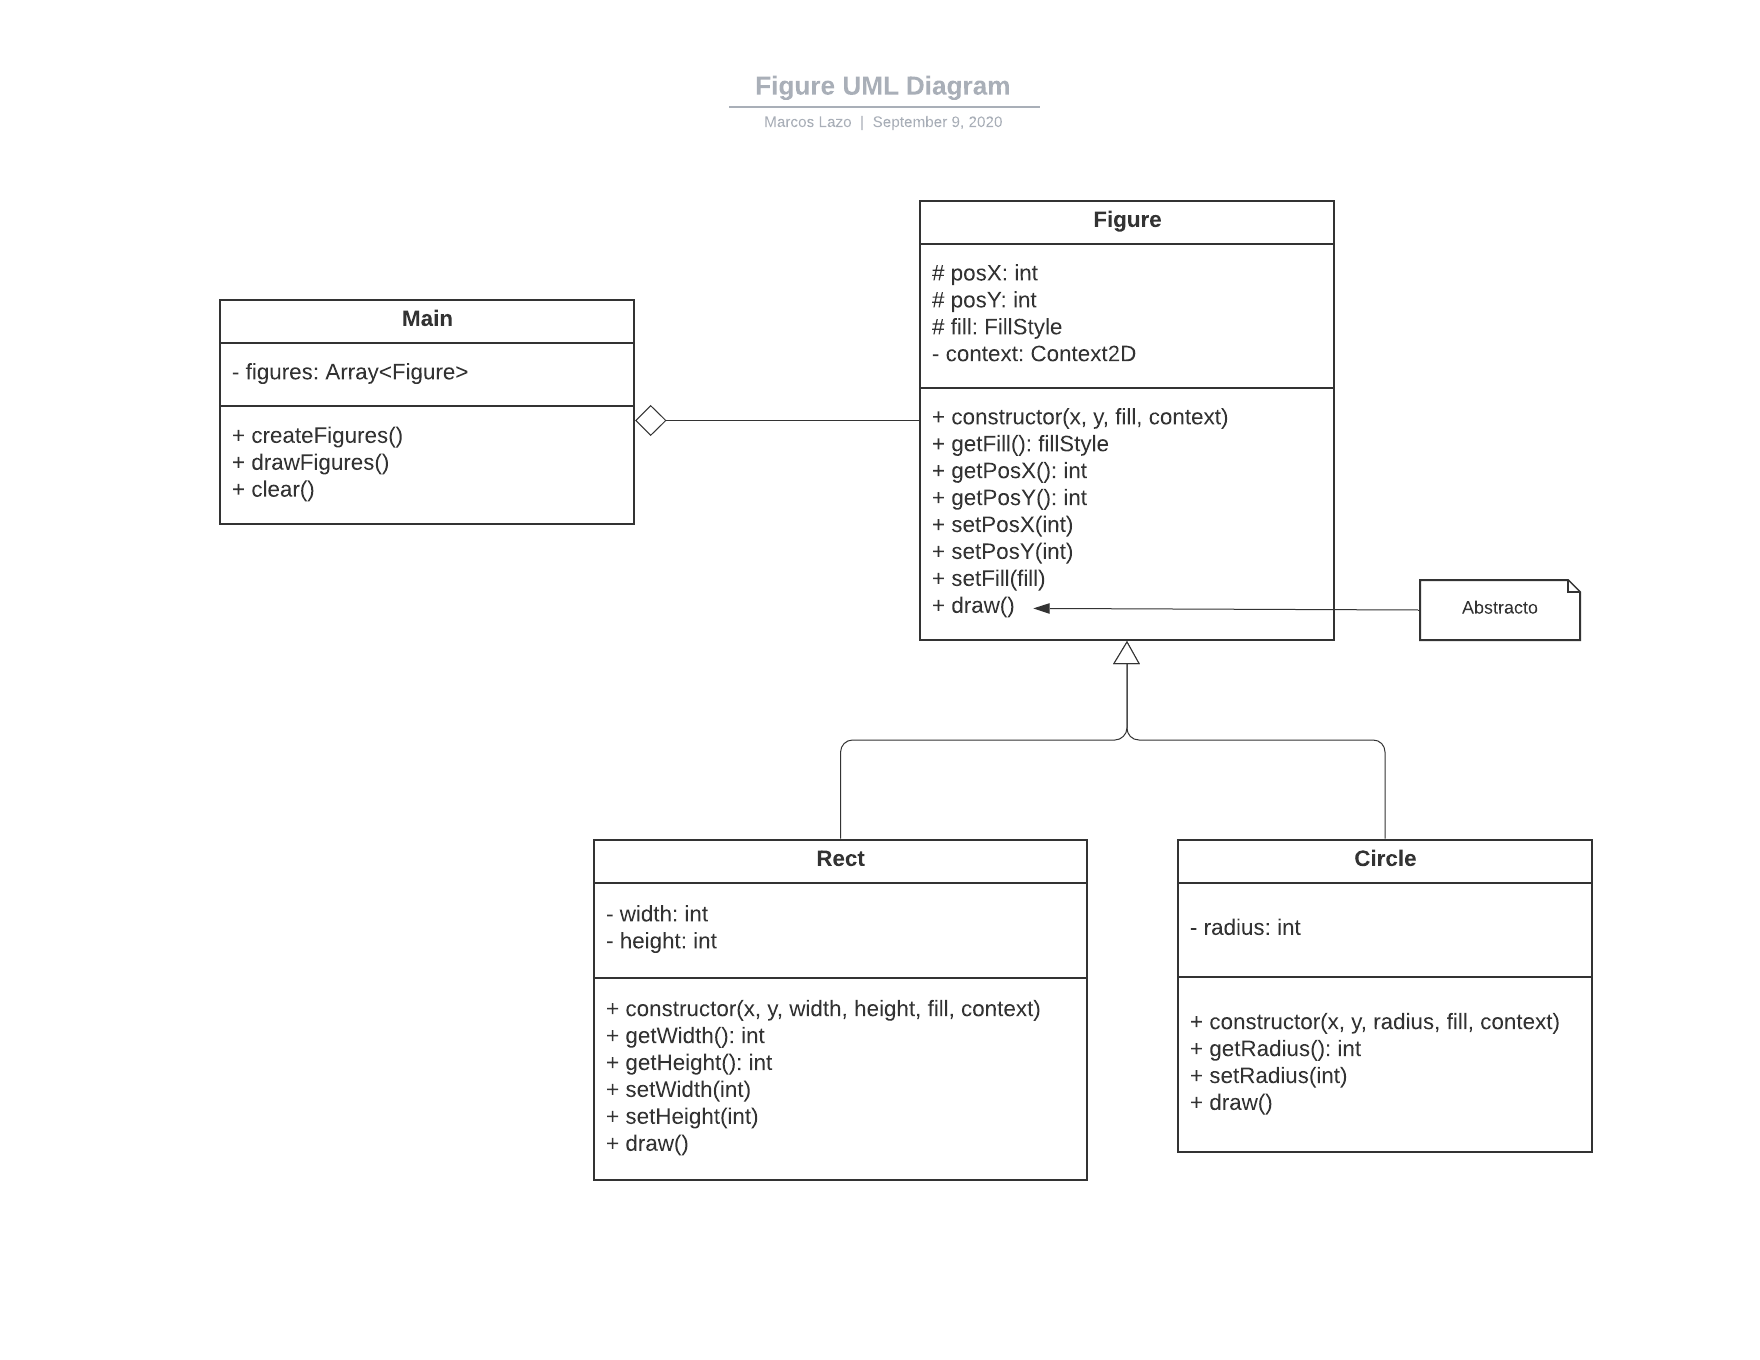 Figure UML Diagram
Marcos Lazo | September 9, 2020
Figure
# posX: int
# posY: int
# fill: FillStyle
- context: Context2D
+ constructor(x, y, fill, context)
+ getFill(): fillStyle
+ getPosX(): int
+ getPosY(): int
+ setPosX(int)
+ setPosY(int)
+ setFill(fill)
+ draw()
Main
- figures: Array<Figure>
+ createFigures()
+ drawFigures()
+ clear()
Abstracto
Rect
- width: int
- height: int
+ constructor(x, y, width, height, fill, context)
+ getWidth(): int
+ getHeight(): int
+ setWidth(int)
+ setHeight(int)
+ draw()
Circle
- radius: int
+ constructor(x, y, radius, fill, context)
+ getRadius(): int
+ setRadius(int)
+ draw()